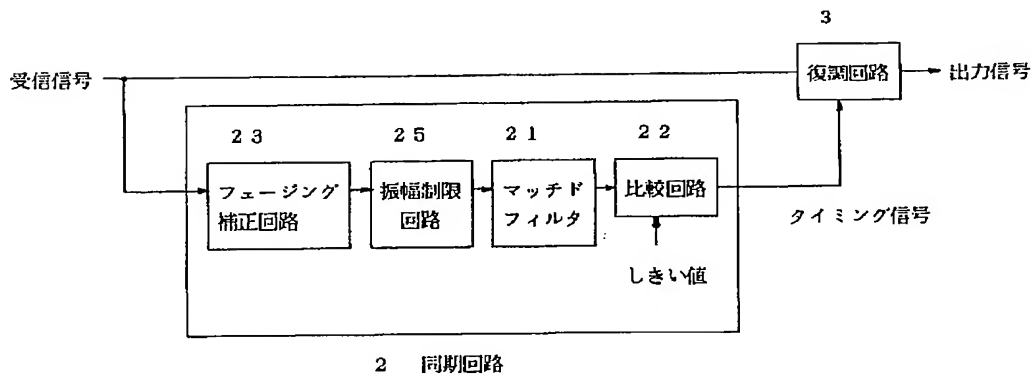 3
受信信号
復調回路
出力信号
23
25
21
22
フェージング
補正回路
振幅制限
回路
マッチド
フィルタ
比較回路
タイミング信号
しきい値
2 同期回路